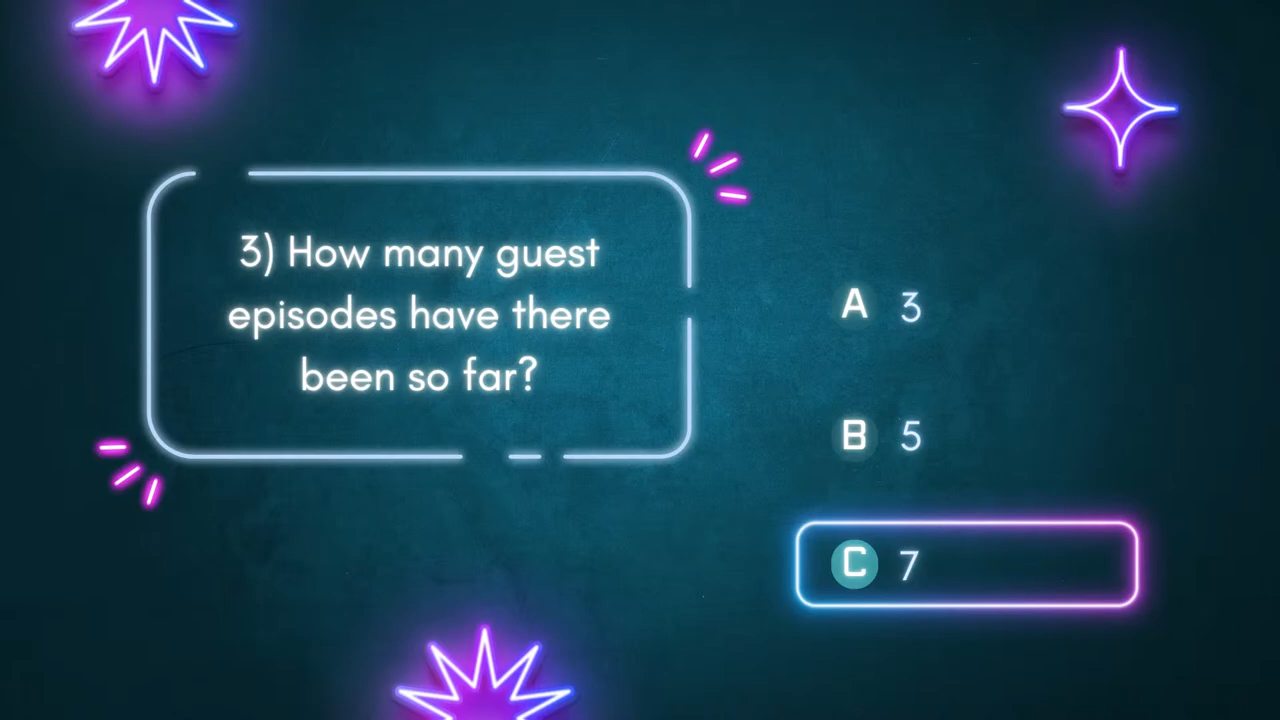 3) How many guest
episodes have there
been so far?
A 3
B 5
C 7